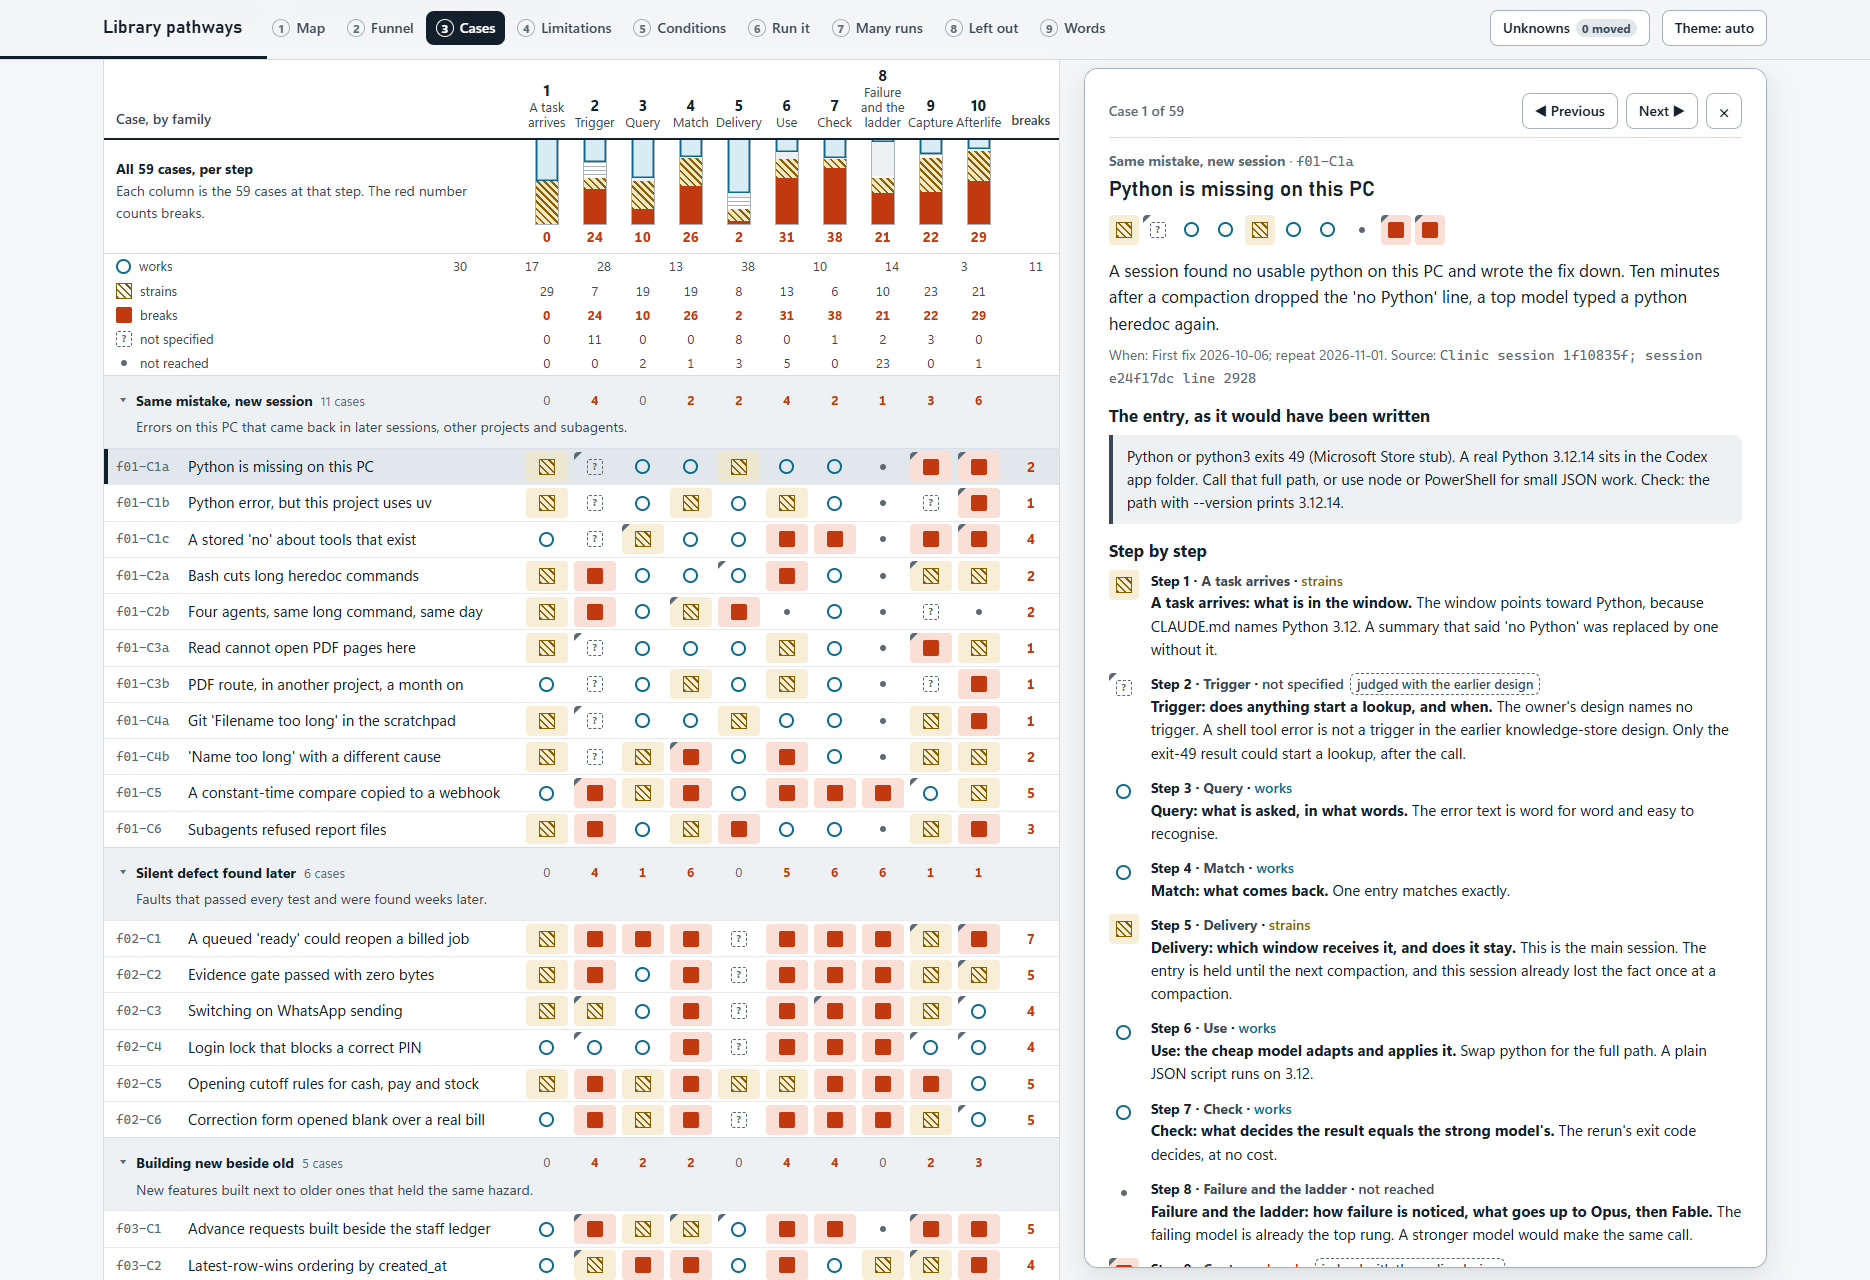 Library pathways
1 Map
2 Funnel
3 Cases
4 Limitations
5 Conditions
6 Run it
7 Many runs
8 Left out
9 Words
Unknowns 0 moved
Theme: auto
Case, by family
1 A task arrives
2 Trigger
3 Query
4 Match
5 Delivery
6 Use
7 Check
8 Failure and the ladder
9 Capture
10 Afterlife
breaks
All 59 cases, per step
Each column is the 59 cases at that step. The red number
counts breaks.
0 24 10 26 2 31 38 21 22 29
works 30 17 28 13 38 10 14 3 11
strains 29 7 19 19 8 13 6 10 23 21
breaks 0 24 10 26 2 31 38 21 22 29
? not specified 0 11 0 0 8 0 1 2 3 0
not reached 0 0 2 1 3 5 0 23 0 1
Same mistake, new session 11 cases 0 4 0 2 2 4 2 1 3 6
Errors on this PC that came back in later sessions, other projects and subagents.
f01-C1a Python is missing on this PC ? 2
f01-C1b Python error, but this project uses uv ? ? 1
f01-C1c A stored 'no' about tools that exist ? 4
f01-C2a Bash cuts long heredoc commands 2
f01-C2b Four agents, same long command, same day ? 2
f01-C3a Read cannot open PDF pages here ? 1
f01-C3b PDF route, in another project, a month on ? ? 1
f01-C4a Git 'Filename too long' in the scratchpad ? 1
f01-C4b 'Name too long' with a different cause ? 2
f01-C5 A constant-time compare copied to a webhook 5
f01-C6 Subagents refused report files 3
Silent defect found later 6 cases 0 4 1 6 0 5 6 6 1 1
Faults that passed every test and were found weeks later.
f02-C1 A queued 'ready' could reopen a billed job ? 7
f02-C2 Evidence gate passed with zero bytes ? 5
f02-C3 Switching on WhatsApp sending ? 4
f02-C4 Login lock that blocks a correct PIN ? 4
f02-C5 Opening cutoff rules for cash, pay and stock 5
f02-C6 Correction form opened blank over a real bill ? 5
Building new beside old 5 cases 0 4 2 2 0 4 4 0 2 3
New features built next to older ones that held the same hazard.
f03-C1 Advance requests built beside the staff ledger 5
f03-C2 Latest-row-wins ordering by created_at 4
Case 1 of 59
◀ Previous
Next ▶
×
Same mistake, new session · f01-C1a
Python is missing on this PC
?
A session found no usable python on this PC and wrote the fix down. Ten minutes
after a compaction dropped the 'no Python' line, a top model typed a python
heredoc again.
When: First fix 2026-10-06; repeat 2026-11-01. Source: Clinic session 1f10835f; session
e24f17dc line 2928
The entry, as it would have been written
Python or python3 exits 49 (Microsoft Store stub). A real Python 3.12.14 sits in the Codex
app folder. Call that full path, or use node or PowerShell for small JSON work. Check: the
path with --version prints 3.12.14.
Step by step
Step 1 · A task arrives · strains
A task arrives: what is in the window. The window points toward Python, because
CLAUDE.md names Python 3.12. A summary that said 'no Python' was replaced by one
without it.
? Step 2 · Trigger · not specified judged with the earlier design
Trigger: does anything start a lookup, and when. The owner's design names no
trigger. A shell tool error is not a trigger in the earlier knowledge-store design. Only the
exit-49 result could start a lookup, after the call.
Step 3 · Query · works
Query: what is asked, in what words. The error text is word for word and easy to
recognise.
Step 4 · Match · works
Match: what comes back. One entry matches exactly.
Step 5 · Delivery · strains
Delivery: which window receives it, and does it stay. This is the main session. The
entry is held until the next compaction, and this session already lost the fact once at a
compaction.
Step 6 · Use · works
Use: the cheap model adapts and applies it. Swap python for the full path. A plain
JSON script runs on 3.12.
Step 7 · Check · works
Check: what decides the result equals the strong model's. The rerun's exit code
decides, at no cost.
Step 8 · Failure and the ladder · not reached
Failure and the ladder: how failure is noticed, what goes up to Opus, then Fable. The
failing model is already the top rung. A stronger model would make the same call.